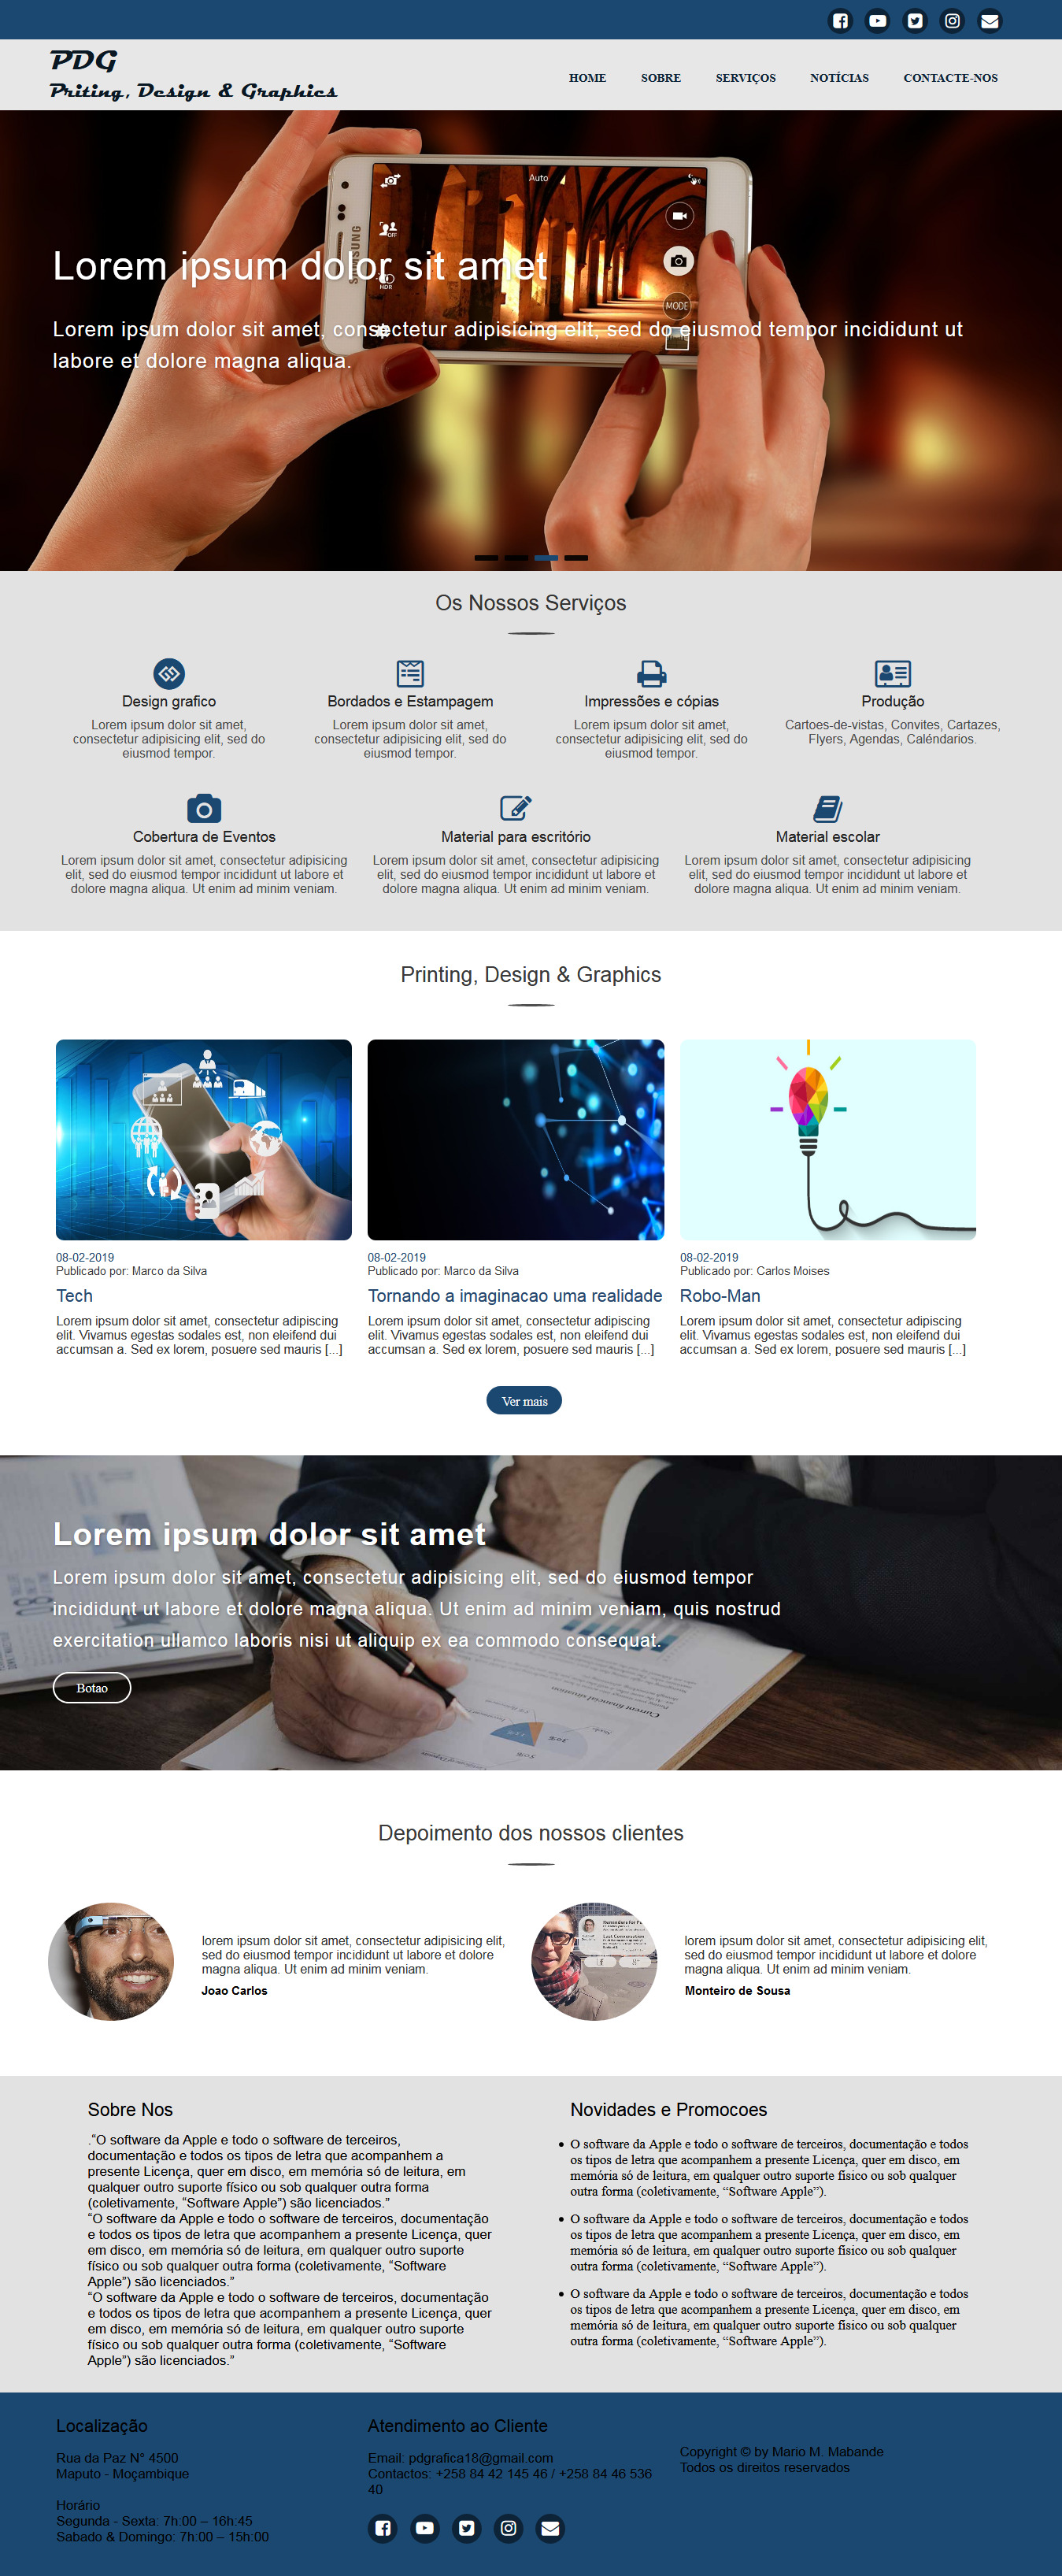 PDG
Priting, Design & Graphics
HOME SOBRE SERVIÇOS NOTÍCIAS CONTACTE-NOS
Auto
SAMSUNG
OFF
HDR
MODE
Lorem ipsum dolor sit amet
Lorem ipsum dolor sit amet, consectetur adipisicing elit, sed do eiusmod tempor incididunt ut
labore et dolore magna aliqua.
Os Nossos Serviços
Design grafico
Lorem ipsum dolor sit amet,
consectetur adipisicing elit, sed do
eiusmod tempor.
Bordados e Estampagem
Lorem ipsum dolor sit amet,
consectetur adipisicing elit, sed do
eiusmod tempor.
Impressões e cópias
Lorem ipsum dolor sit amet,
consectetur adipisicing elit, sed do
eiusmod tempor.
Produção
Cartoes-de-vistas, Convites, Cartazes,
Flyers, Agendas, Caléndarios.
Cobertura de Eventos
Lorem ipsum dolor sit amet, consectetur adipisicing
elit, sed do eiusmod tempor incididunt ut labore et
dolore magna aliqua. Ut enim ad minim veniam.
Material para escritório
Lorem ipsum dolor sit amet, consectetur adipisicing
elit, sed do eiusmod tempor incididunt ut labore et
dolore magna aliqua. Ut enim ad minim veniam.
Material escolar
Lorem ipsum dolor sit amet, consectetur adipisicing
elit, sed do eiusmod tempor incididunt ut labore et
dolore magna aliqua. Ut enim ad minim veniam.
Printing, Design & Graphics
08-02-2019
Publicado por: Marco da Silva
Tech
Lorem ipsum dolor sit amet, consectetur adipiscing
elit. Vivamus egestas sodales est, non eleifend dui
accumsan a. Sed ex lorem, posuere sed mauris [...]
08-02-2019
Publicado por: Marco da Silva
Tornando a imaginacao uma realidade
Lorem ipsum dolor sit amet, consectetur adipiscing
elit. Vivamus egestas sodales est, non eleifend dui
accumsan a. Sed ex lorem, posuere sed mauris [...]
08-02-2019
Publicado por: Carlos Moises
Robo-Man
Lorem ipsum dolor sit amet, consectetur adipiscing
elit. Vivamus egestas sodales est, non eleifend dui
accumsan a. Sed ex lorem, posuere sed mauris [...]
Ver mais
Lorem ipsum dolor sit amet
Lorem ipsum dolor sit amet, consectetur adipisicing elit, sed do eiusmod tempor
incididunt ut labore et dolore magna aliqua. Ut enim ad minim veniam, quis nostrud
exercitation ullamco laboris nisi ut aliquip ex ea commodo consequat.
Botao
Current financial situation
Depoimento dos nossos clientes
lorem ipsum dolor sit amet, consectetur adipisicing elit,
sed do eiusmod tempor incididunt ut labore et dolore
magna aliqua. Ut enim ad minim veniam.
Joao Carlos
Last Conversation
lorem ipsum dolor sit amet, consectetur adipisicing elit,
sed do eiusmod tempor incididunt ut labore et dolore
magna aliqua. Ut enim ad minim veniam.
Monteiro de Sousa
Sobre Nos
.“O software da Apple e todo o software de terceiros,
documentação e todos os tipos de letra que acompanhem a
presente Licença, quer em disco, em memória só de leitura, em
qualquer outro suporte físico ou sob qualquer outra forma
(coletivamente, “Software Apple”) são licenciados.”
“O software da Apple e todo o software de terceiros, documentação
e todos os tipos de letra que acompanhem a presente Licença, quer
em disco, em memória só de leitura, em qualquer outro suporte
físico ou sob qualquer outra forma (coletivamente, “Software
Apple”) são licenciados.”
“O software da Apple e todo o software de terceiros, documentação
e todos os tipos de letra que acompanhem a presente Licença, quer
em disco, em memória só de leitura, em qualquer outro suporte
físico ou sob qualquer outra forma (coletivamente, “Software
Apple”) são licenciados.”
Novidades e Promocoes
• O software da Apple e todo o software de terceiros, documentação e todos
os tipos de letra que acompanhem a presente Licença, quer em disco, em
memória só de leitura, em qualquer outro suporte físico ou sob qualquer
outra forma (coletivamente, “Software Apple”).
• O software da Apple e todo o software de terceiros, documentação e todos
os tipos de letra que acompanhem a presente Licença, quer em disco, em
memória só de leitura, em qualquer outro suporte físico ou sob qualquer
outra forma (coletivamente, “Software Apple”).
• O software da Apple e todo o software de terceiros, documentação e todos
os tipos de letra que acompanhem a presente Licença, quer em disco, em
memória só de leitura, em qualquer outro suporte físico ou sob qualquer
outra forma (coletivamente, “Software Apple”).
Localização
Rua da Paz Nº 4500
Maputo - Moçambique
Horário
Segunda - Sexta: 7h:00 – 16h:45
Sabado & Domingo: 7h:00 – 15h:00
Atendimento ao Cliente
Email: pdgrafica18@gmail.com
Contactos: +258 84 42 145 46 / +258 84 46 536
40
Copyright © by Mario M. Mabande
Todos os direitos reservados